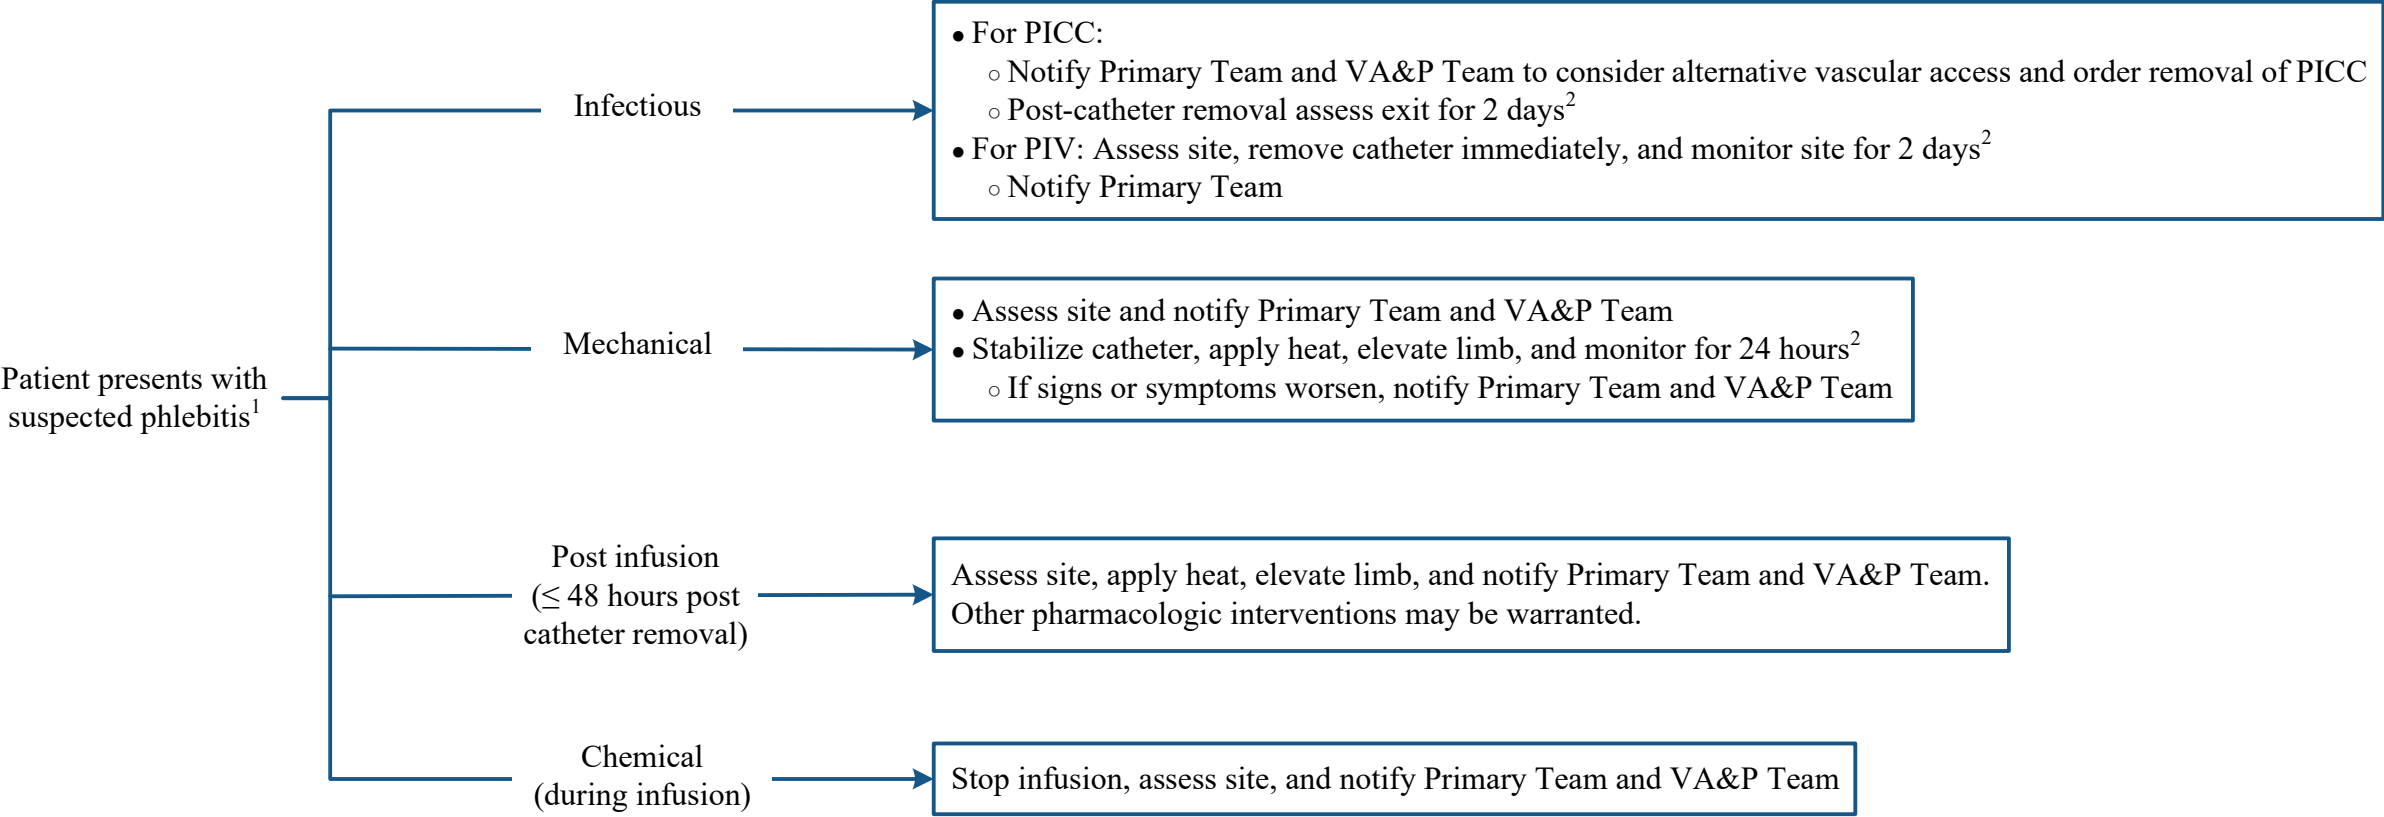 Patient presents with
suspected phlebitis¹
Infectious
● For PICC:
○ Notify Primary Team and VA&P Team to consider alternative vascular access and order removal of PICC
○ Post-catheter removal assess exit for 2 days²
● For PIV: Assess site, remove catheter immediately, and monitor site for 2 days²
○ Notify Primary Team
Mechanical
● Assess site and notify Primary Team and VA&P Team
● Stabilize catheter, apply heat, elevate limb, and monitor for 24 hours²
○ If signs or symptoms worsen, notify Primary Team and VA&P Team
Post infusion
(≤ 48 hours post
catheter removal)
Assess site, apply heat, elevate limb, and notify Primary Team and VA&P Team.
Other pharmacologic interventions may be warranted.
Chemical
(during infusion)
Stop infusion, assess site, and notify Primary Team and VA&P Team